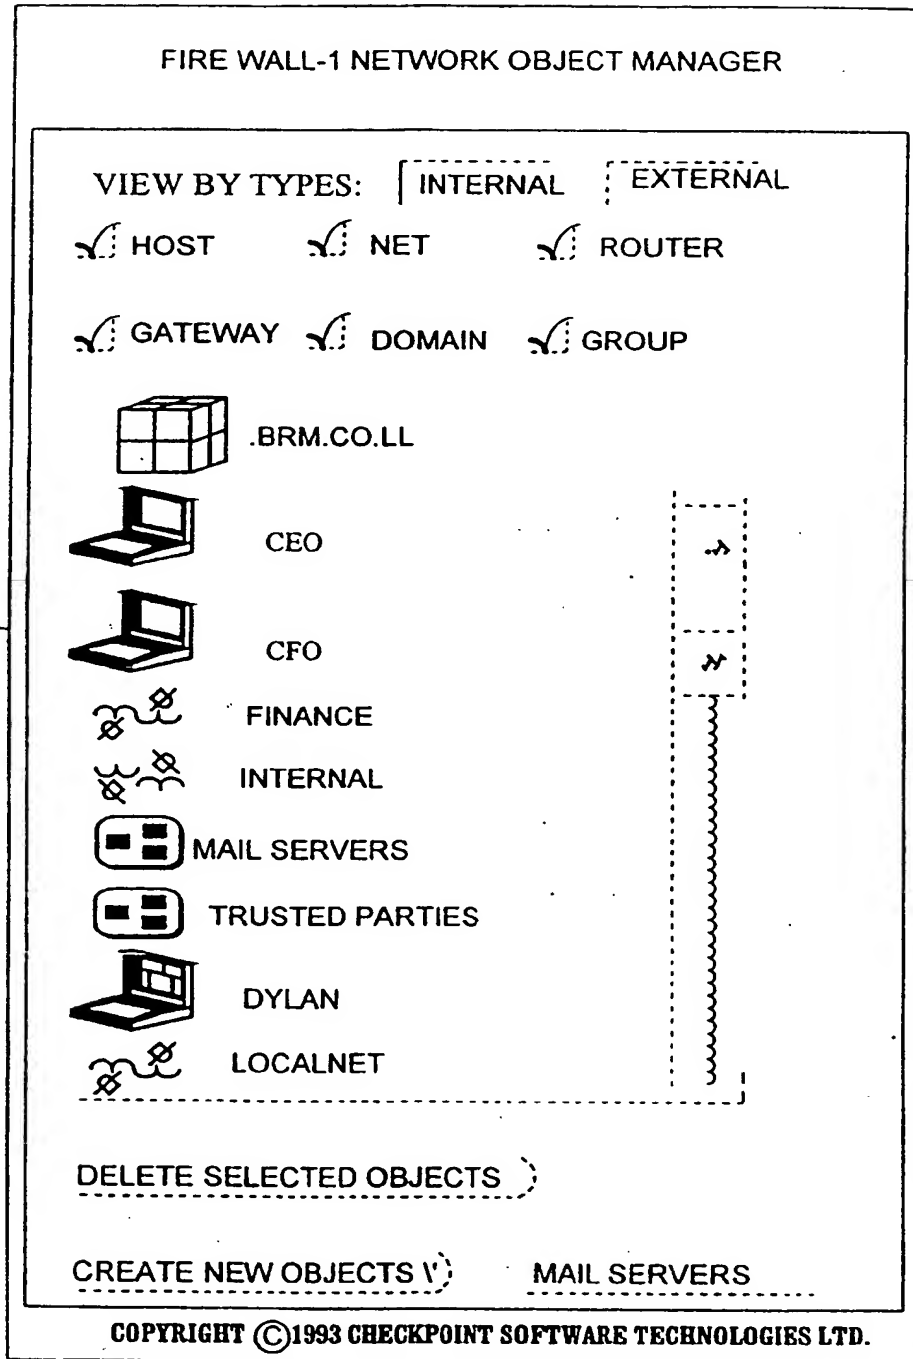 FIRE WALL-1 NETWORK OBJECT MANAGER
VIEW BY TYPES: INTERNAL EXTERNAL
HOST NET ROUTER
GATEWAY DOMAIN GROUP
.BRM.CO.LL
CEO
CFO
FINANCE
INTERNAL
MAIL SERVERS
TRUSTED PARTIES
DYLAN
LOCALNET
DELETE SELECTED OBJECTS
CREATE NEW OBJECTS \' MAIL SERVERS
COPYRIGHT ©1993 CHECKPOINT SOFTWARE TECHNOLOGIES LTD.